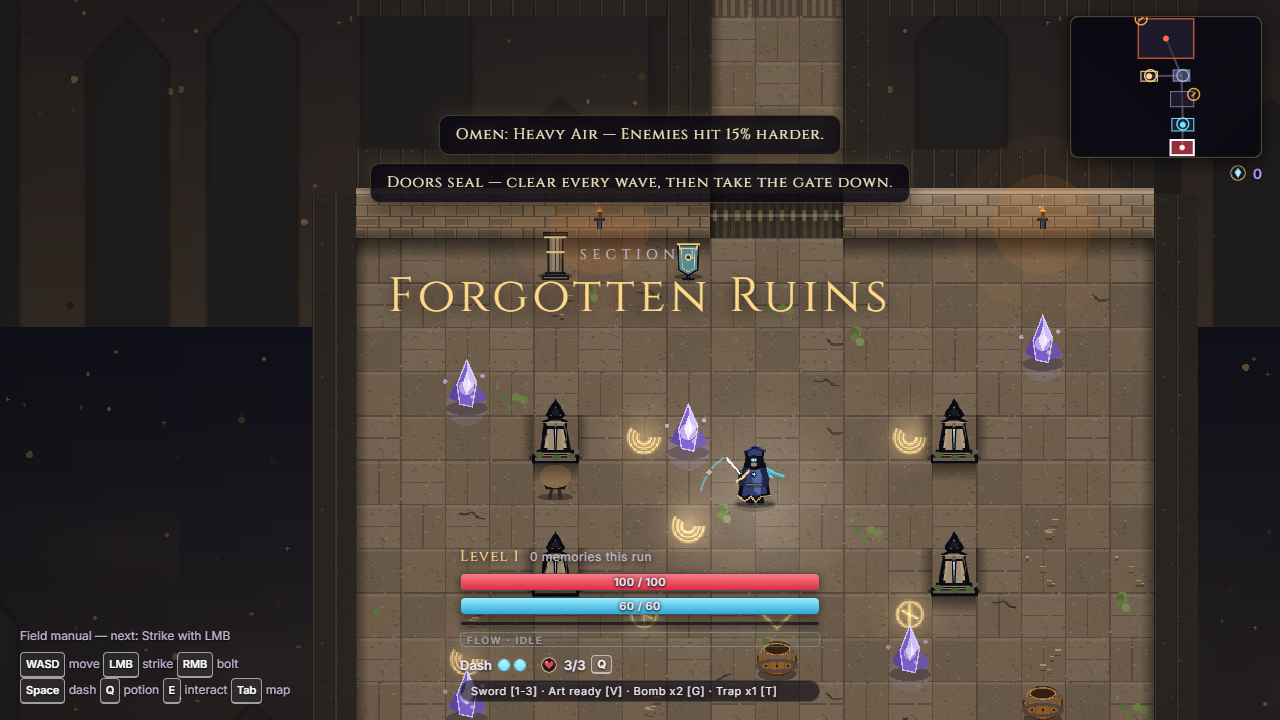 Omen: Heavy Air — Enemies hit 15% harder.
Doors seal — clear every wave, then take the gate down.
0
SECTION
Forgotten Ruins
Level 1 0 memories this run
100 / 100
60 / 60
FLOW · IDLE
Dash 3/3 Q
Sword [1-3] · Art ready [V] · Bomb x2 [G] · Trap x1 [T]
Field manual — next: Strike with LMB
WASD move LMB strike RMB bolt
Space dash Q potion E interact Tab map